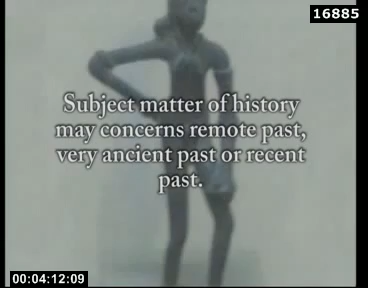 16885
Subject matter of history
may concerns remote past,
very ancient past or recent
past.
00:04:12:09